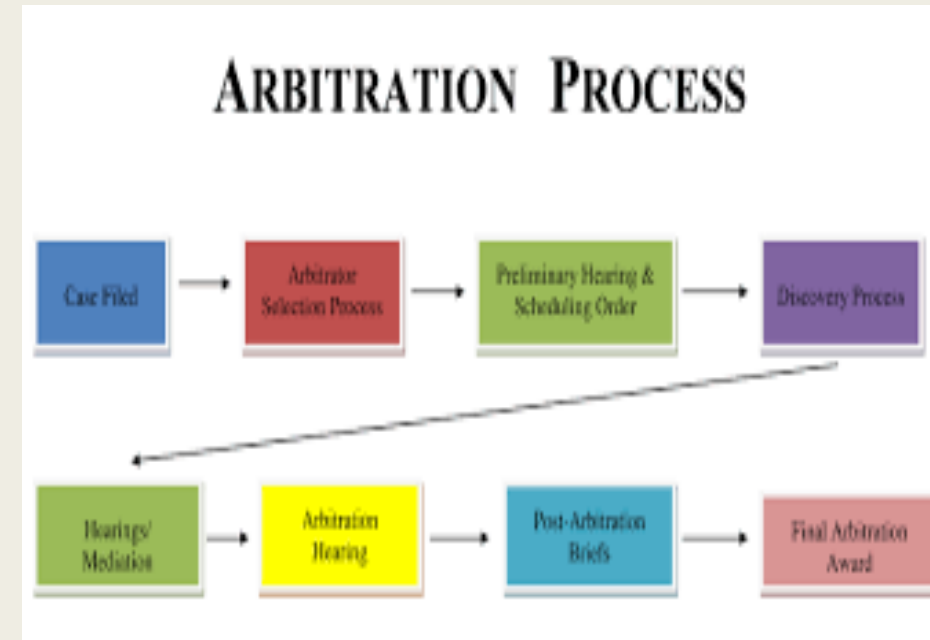 ARBITRATION PROCESS
Case Filed
Arbitrator
Selection Process
Preliminary Hearing &
Scheduling Order
Discovery Process
Hearings/
Mediation
Arbitration
Hearing
Post-Arbitration
Briefs
Final Arbitration
Award